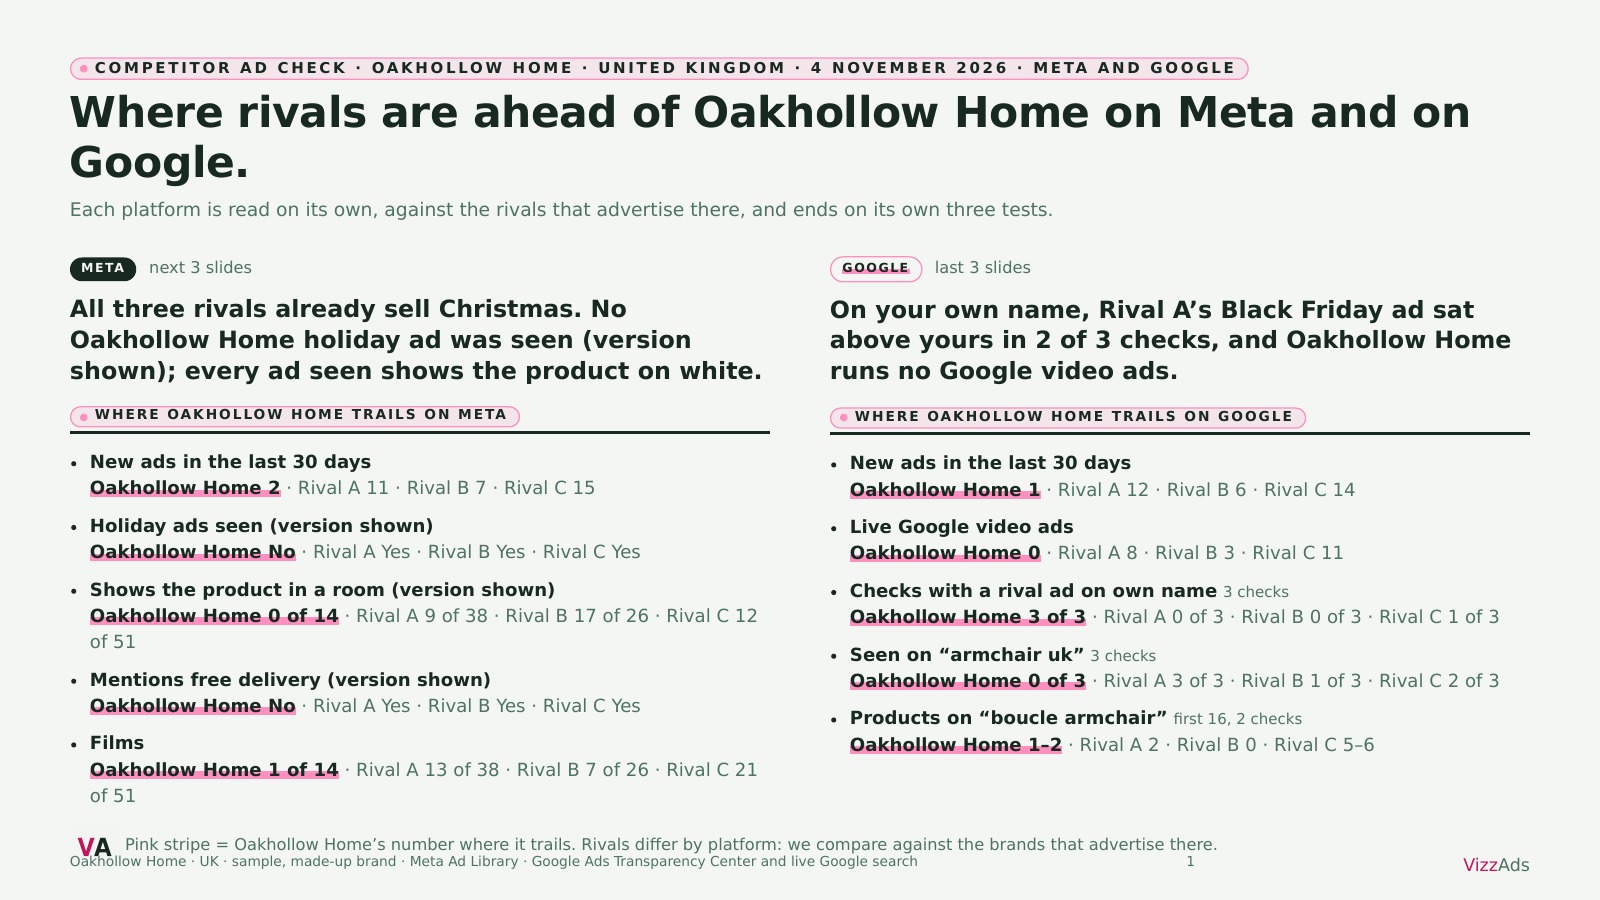 COMPETITOR AD CHECK · OAKHOLLOW HOME · UNITED KINGDOM · 4 NOVEMBER 2026 · META AND GOOGLE
Where rivals are ahead of Oakhollow Home on Meta and on
Google.
Each platform is read on its own, against the rivals that advertise there, and ends on its own three tests.
META next 3 slides
All three rivals already sell Christmas. No
Oakhollow Home holiday ad was seen (version
shown); every ad seen shows the product on white.
WHERE OAKHOLLOW HOME TRAILS ON META
• New ads in the last 30 days
Oakhollow Home 2 · Rival A 11 · Rival B 7 · Rival C 15
• Holiday ads seen (version shown)
Oakhollow Home No · Rival A Yes · Rival B Yes · Rival C Yes
• Shows the product in a room (version shown)
Oakhollow Home 0 of 14 · Rival A 9 of 38 · Rival B 17 of 26 · Rival C 12
of 51
• Mentions free delivery (version shown)
Oakhollow Home No · Rival A Yes · Rival B Yes · Rival C Yes
• Films
Oakhollow Home 1 of 14 · Rival A 13 of 38 · Rival B 7 of 26 · Rival C 21
of 51
GOOGLE last 3 slides
On your own name, Rival A’s Black Friday ad sat
above yours in 2 of 3 checks, and Oakhollow Home
runs no Google video ads.
WHERE OAKHOLLOW HOME TRAILS ON GOOGLE
• New ads in the last 30 days
Oakhollow Home 1 · Rival A 12 · Rival B 6 · Rival C 14
• Live Google video ads
Oakhollow Home 0 · Rival A 8 · Rival B 3 · Rival C 11
• Checks with a rival ad on own name 3 checks
Oakhollow Home 3 of 3 · Rival A 0 of 3 · Rival B 0 of 3 · Rival C 1 of 3
• Seen on “armchair uk” 3 checks
Oakhollow Home 0 of 3 · Rival A 3 of 3 · Rival B 1 of 3 · Rival C 2 of 3
• Products on “boucle armchair” first 16, 2 checks
Oakhollow Home 1–2 · Rival A 2 · Rival B 0 · Rival C 5–6
VA Pink stripe = Oakhollow Home’s number where it trails. Rivals differ by platform: we compare against the brands that advertise there.
Oakhollow Home · UK · sample, made-up brand · Meta Ad Library · Google Ads Transparency Center and live Google search
1
VizzAds